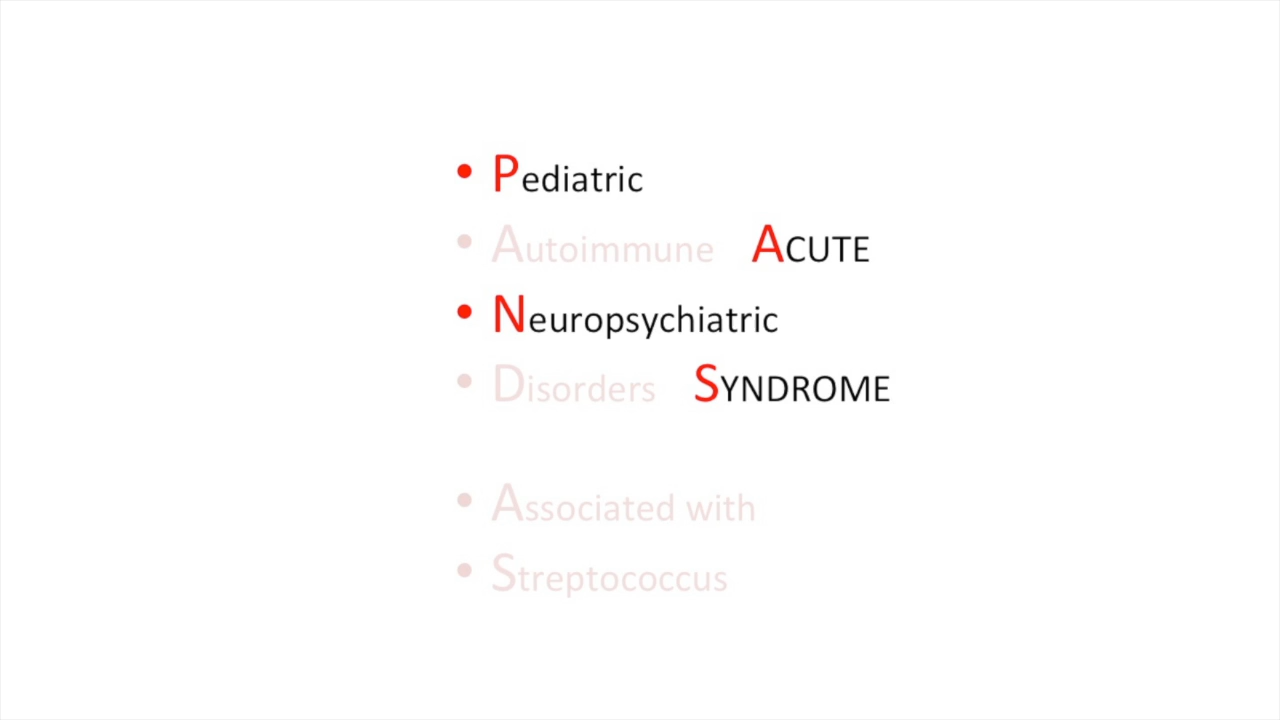 • Pediatric
• Autoimmune ACUTE
• Neuropsychiatric
• Disorders SYNDROME
• Associated with
• Streptococcus